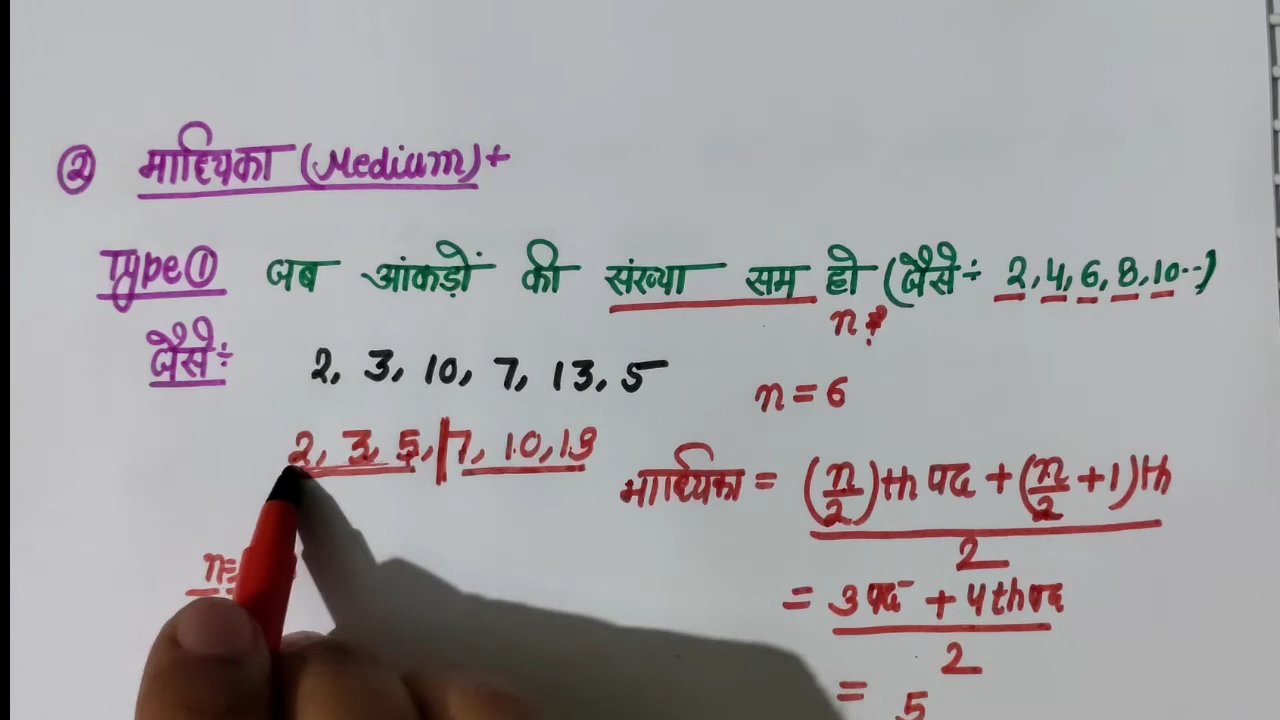 ② माध्यिका (Medium) ÷
Type① जब आंकड़ों की संख्या सम हो (जैसे÷ 2, 4, 6, 8, 10..)
n
जैसे÷ 2, 3, 10, 7, 13, 5
n = 6
2, 3, 5, | 7, 10, 13
माध्यिका = (n/2)th पद + (n/2 + 1)th
2
n=
= 3 पद + 4th पद
2
= 5